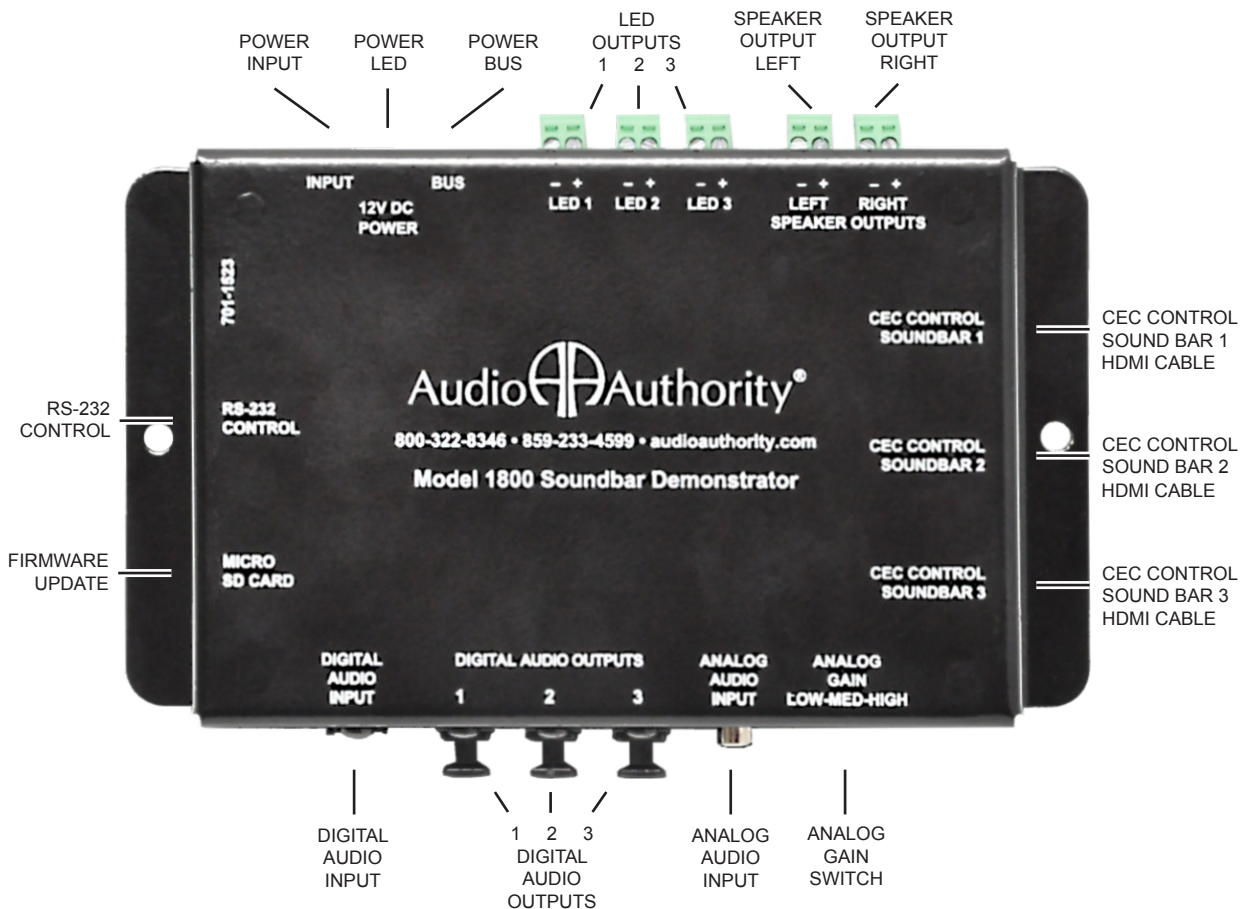 POWER
INPUT
POWER
LED
POWER
BUS
LED
OUTPUTS
1 2 3
SPEAKER
OUTPUT
LEFT
SPEAKER
OUTPUT
RIGHT
INPUT
12V DC
POWER
BUS
– +
LED 1
– +
LED 2
– +
LED 3
– + – +
LEFT RIGHT
SPEAKER OUTPUTS
701-1523
CEC CONTROL
SOUNDBAR 1
CEC CONTROL
SOUND BAR 1
HDMI CABLE
Audio Authority®
800-322-8346 • 859-233-4599 • audioauthority.com
Model 1800 Soundbar Demonstrator
RS-232
CONTROL
RS-232
CONTROL
CEC CONTROL
SOUNDBAR 2
CEC CONTROL
SOUND BAR 2
HDMI CABLE
FIRMWARE
UPDATE
MICRO
SD CARD
CEC CONTROL
SOUNDBAR 3
CEC CONTROL
SOUND BAR 3
HDMI CABLE
DIGITAL
AUDIO
INPUT
DIGITAL AUDIO OUTPUTS
1 2 3
ANALOG
AUDIO
INPUT
ANALOG
GAIN
LOW-MED-HIGH
DIGITAL
AUDIO
INPUT
1 2 3
DIGITAL
AUDIO
OUTPUTS
ANALOG
AUDIO
INPUT
ANALOG
GAIN
SWITCH